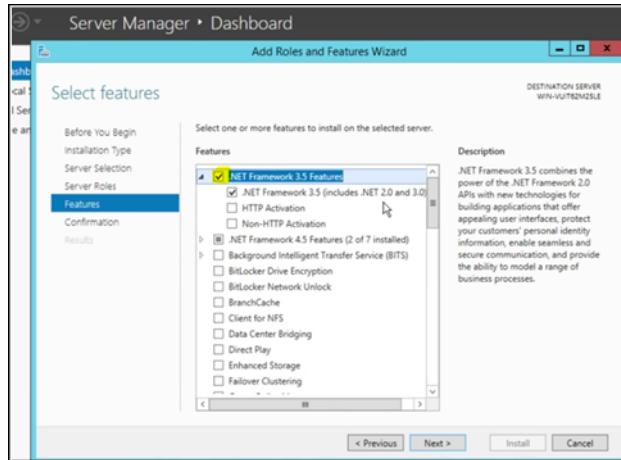 Server Manager • Dashboard
Add Roles and Features Wizard
Select features
DESTINATION SERVER
Before You Begin
Installation Type
Server Selection
Server Roles
Features
Confirmation
Results
Select one or more features to install on the selected server.
Features
.NET Framework 3.5 Features
.NET Framework 3.5 (includes .NET 2.0 and 3.0)
HTTP Activation
Non-HTTP Activation
.NET Framework 4.5 Features (2 of 7 installed)
Background Intelligent Transfer Service (BITS)
BitLocker Drive Encryption
BitLocker Network Unlock
BranchCache
Client for NFS
Data Center Bridging
Direct Play
Enhanced Storage
Failover Clustering
Description
.NET Framework 3.5 combines the
power of the .NET Framework 2.0
APIs with new technologies for
building applications that offer
appealing user interfaces, protect
your customers' personal identity
information, enable seamless and
secure communication, and provide
the ability to model a range of
business processes.
< Previous
Next >
Install
Cancel